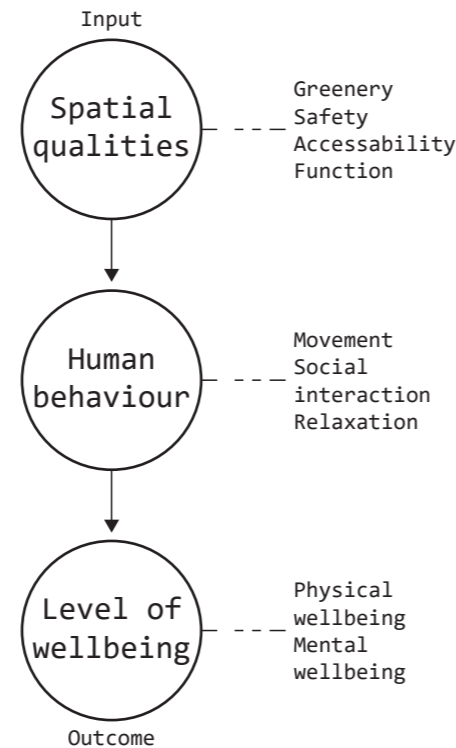 Input
Spatial
qualities
Greenery
Safety
Accessability
Function
Human
behaviour
Movement
Social
interaction
Relaxation
Level of
wellbeing
Physical
wellbeing
Mental
wellbeing
Outcome